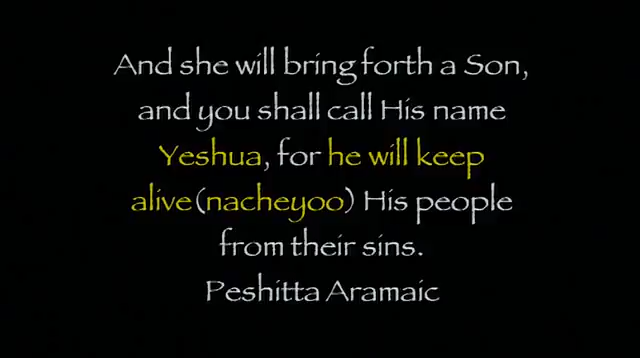 And she will bring forth a Son,
and you shall call His name
Yeshua, for he will keep
alive (nacheyoo) His people
from their sins.
Peshitta Aramaic